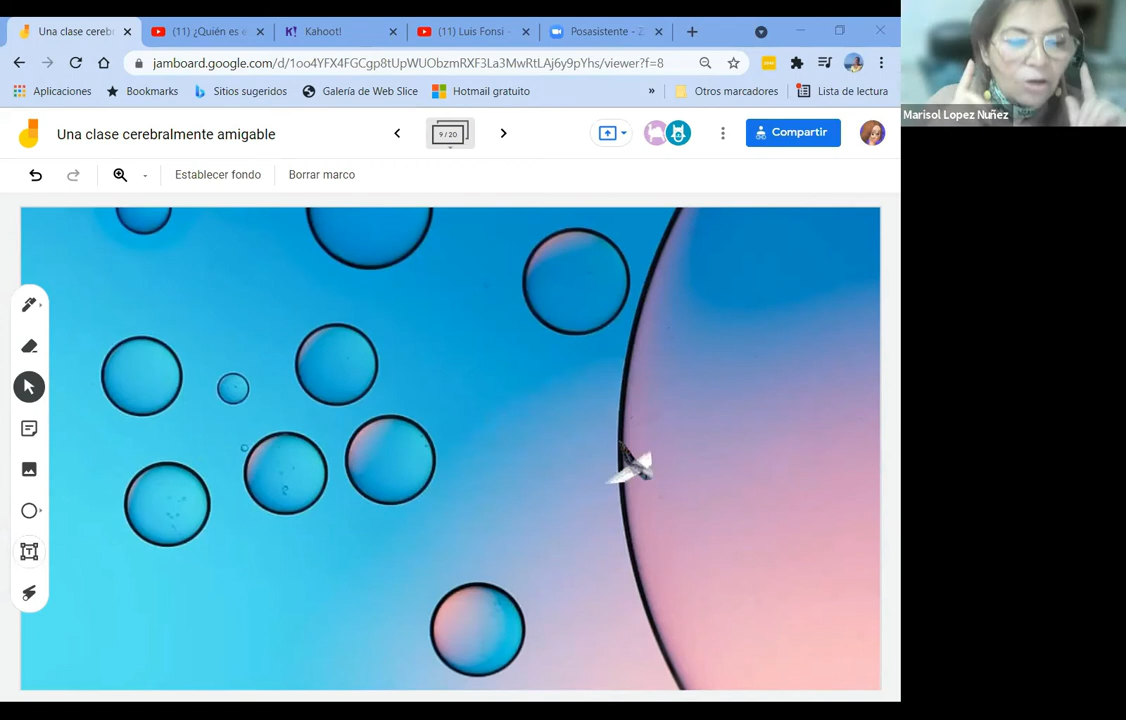 Una clase cerebr
(11) ¿Quién es e
Kahoot!
(11) Luis Fonsi -
Posasistente - Z
jamboard.google.com/d/1oo4YFX4FGCgp8tUpWUObzmRXF3La3MwRtLAj6y9pYhs/viewer?f=8
Aplicaciones
Bookmarks
Sitios sugeridos
Galería de Web Slice
Hotmail gratuito
»
Otros marcadores
Lista de lectura
Marisol Lopez Nuñez
Una clase cerebralmente amigable
9/20
Compartir
Establecer fondo
Borrar marco